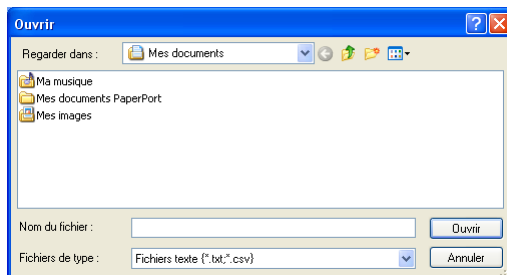 Ouvrir
Regarder dans : Mes documents
Ma musique
Mes documents PaperPort
Mes images
Nom du fichier : Ouvrir
Fichiers de type : Fichiers texte {*.txt;*.csv} Annuler